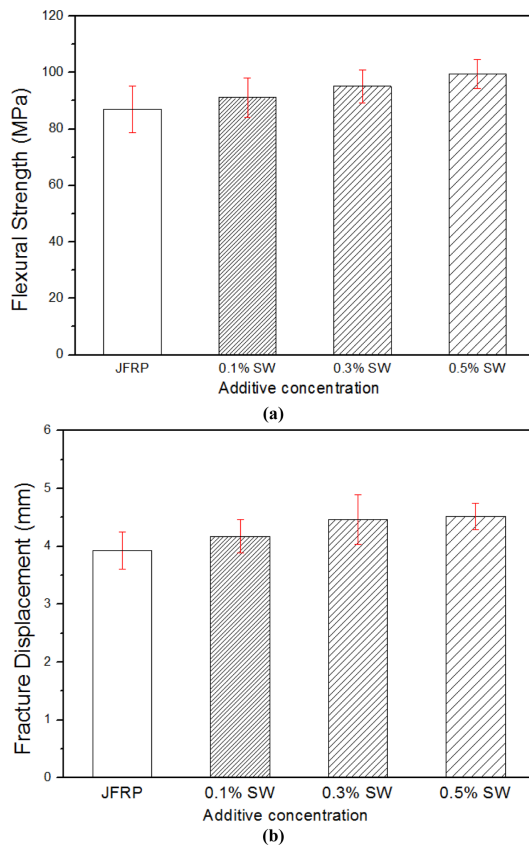 Flexural Strength (MPa)
120
100
80
60
40
20
0
JFRP 0.1% SW 0.3% SW 0.5% SW
Additive concentration
(a)
Fracture Displacement (mm)
6
5
4
3
2
1
0
JFRP 0.1% SW 0.3% SW 0.5% SW
Additive concentration
(b)